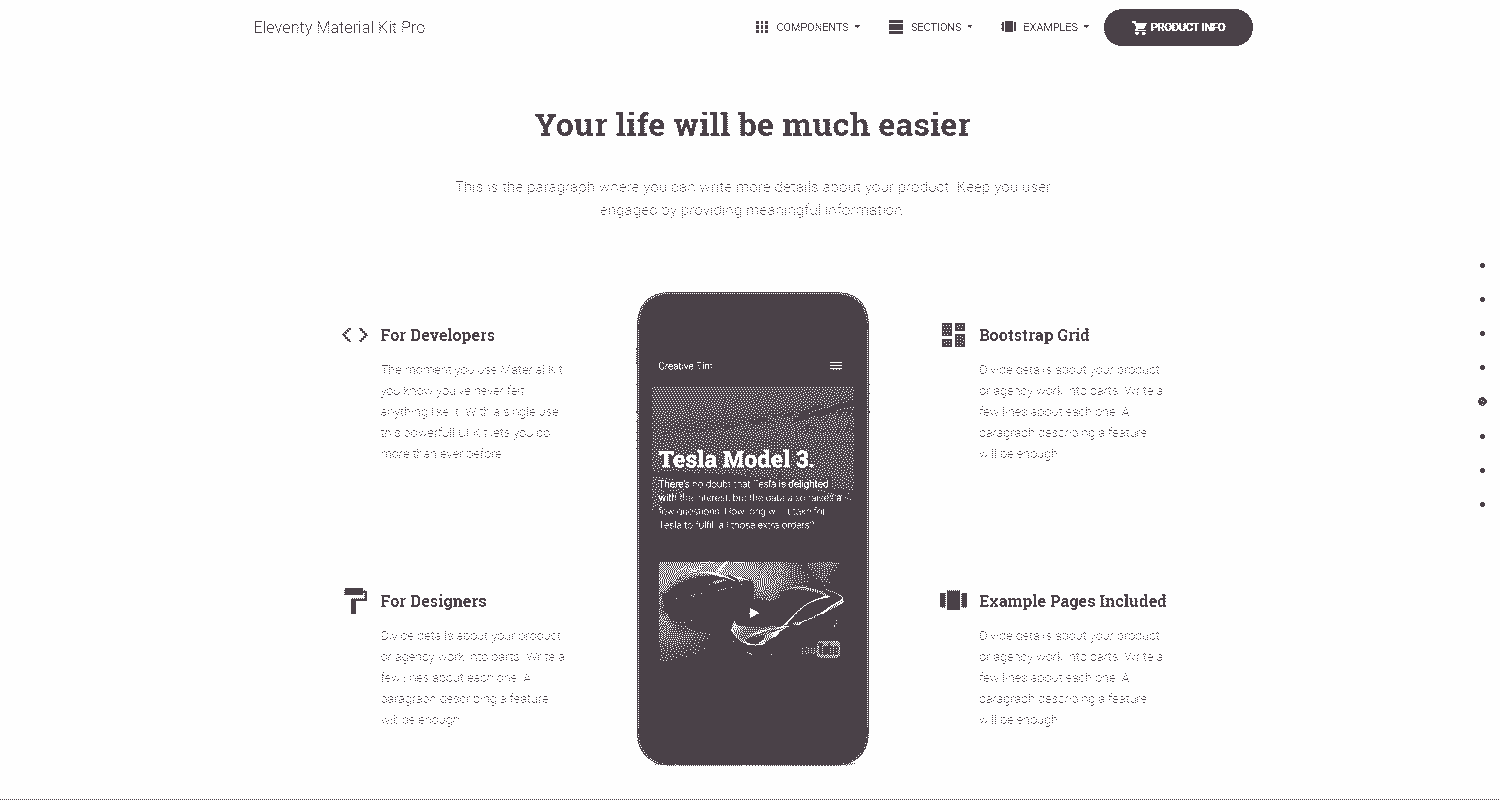 Eleventy Material Kit Pro
COMPONENTS
SECTIONS
EXAMPLES
PRODUCT INFO
Your life will be much easier
This is the paragraph where you can write more details about your product. Keep you user
engaged by providing meaningful information.
For Developers
The moment you use Material Kit,
you know you've never felt
anything like it. With a single use,
this powerfull UI Kit lets you do
more than ever before.
For Designers
Divide details about your product
or agency work into parts. Write a
few lines about each one. A
paragraph describing a feature
will be enough.
Creative Tim
Tesla Model 3.
There's no doubt that Tesla is delighted
with the interest, but the data also raises a
few questions. How long will it take for
Tesla to fulfill all those extra orders?
Bootstrap Grid
Divide details about your product
or agency work into parts. Write a
few lines about each one. A
paragraph describing a feature
will be enough.
Example Pages Included
Divide details about your product
or agency work into parts. Write a
few lines about each one. A
paragraph describing a feature
will be enough.